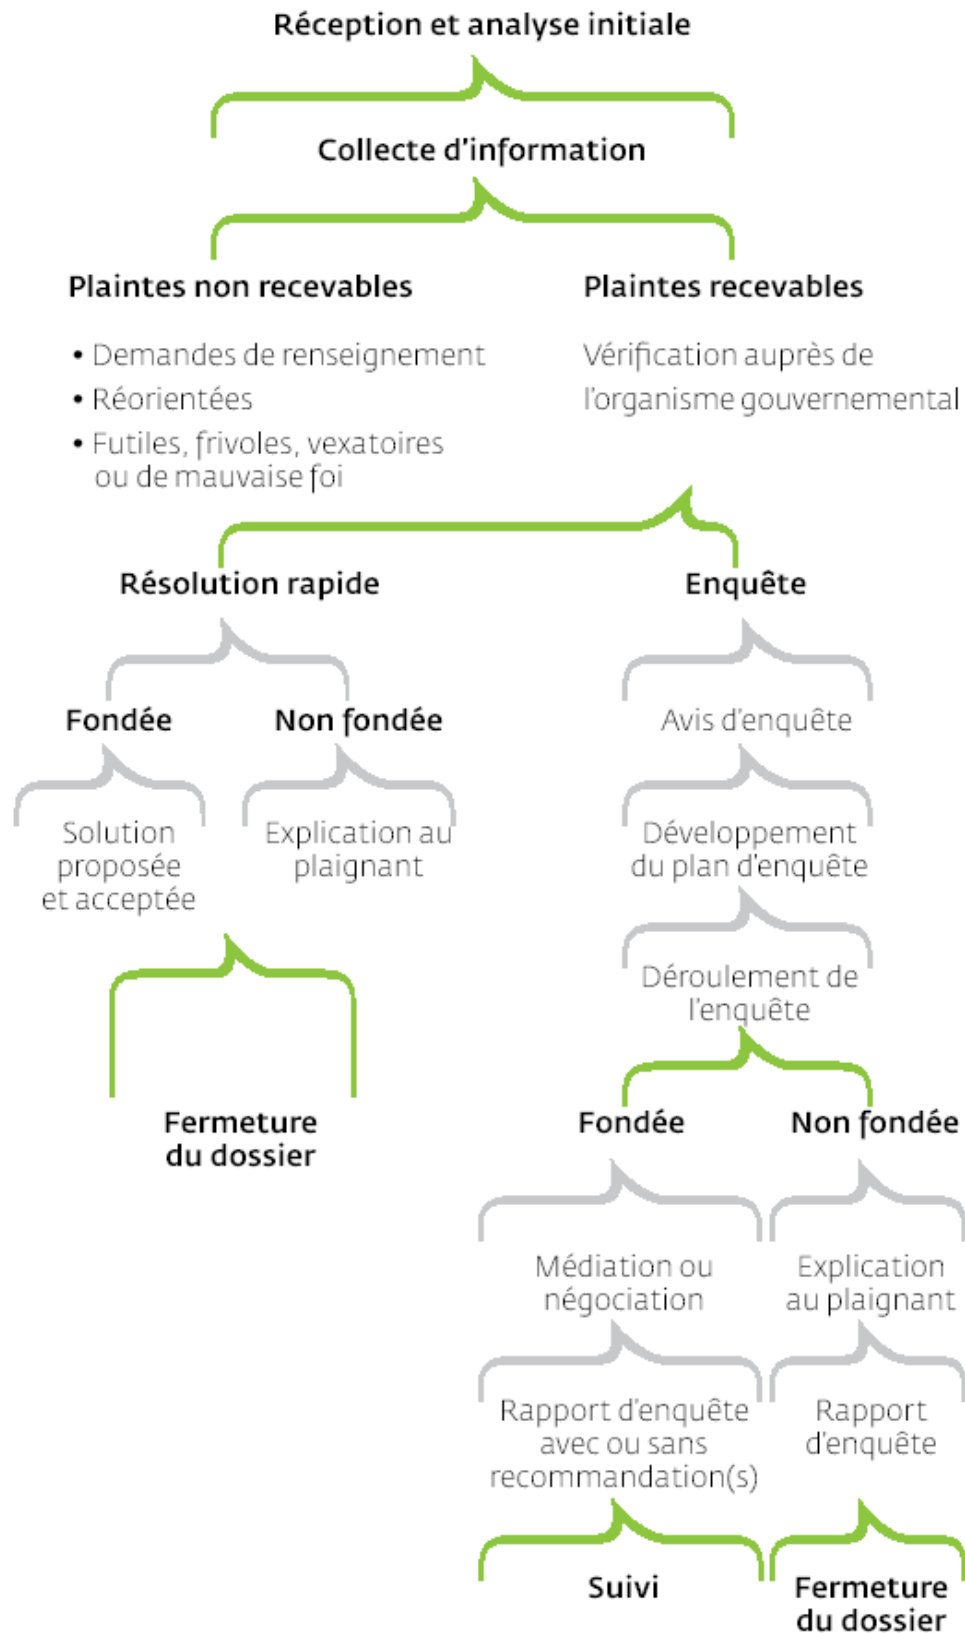 Réception et analyse initiale
Collecte d'information
Plaintes non recevables
• Demandes de renseignement
• Réorientées
• Futiles, frivoles, vexatoires
ou de mauvaise foi
Plaintes recevables
Vérification auprès de
l'organisme gouvernemental
Résolution rapide
Fondée
Solution
proposée
et acceptée
Non fondée
Explication au
plaignant
Fermeture
du dossier
Enquête
Avis d'enquête
Développement
du plan d'enquête
Déroulement de
l'enquête
Fondée
Médiation ou
négociation
Rapport d'enquête
avec ou sans
recommandation(s)
Suivi
Non fondée
Explication
au plaignant
Rapport
d'enquête
Fermeture
du dossier